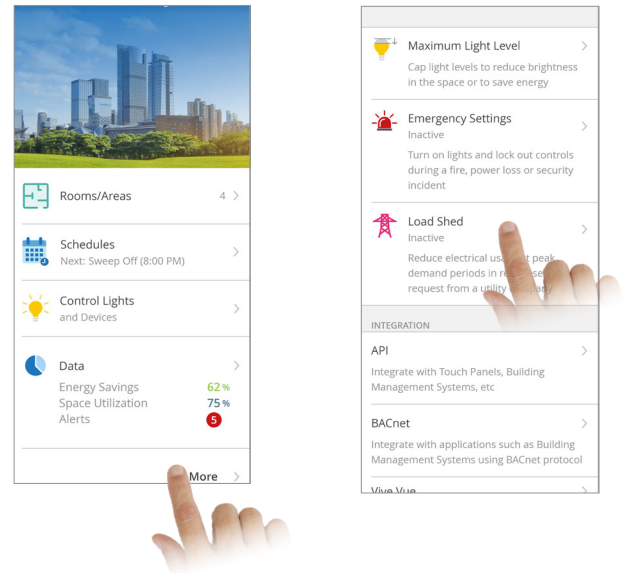 Rooms/Areas 4
Schedules
Next: Sweep Off (8:00 PM)
Control Lights
and Devices
Data
Energy Savings 62 %
Space Utilization 75 %
Alerts 5
More
Maximum Light Level
Cap light levels to reduce brightness
in the space or to save energy
Emergency Settings
Inactive
Turn on lights and lock out controls
during a fire, power loss or security
incident
Load Shed
Inactive
Reduce electrical peak
demand periods in
request from a utility
INTEGRATION
API
Integrate with Touch Panels, Building
Management Systems, etc
BACnet
Integrate with applications such as Building
Management Systems using BACnet protocol
Vive Vue